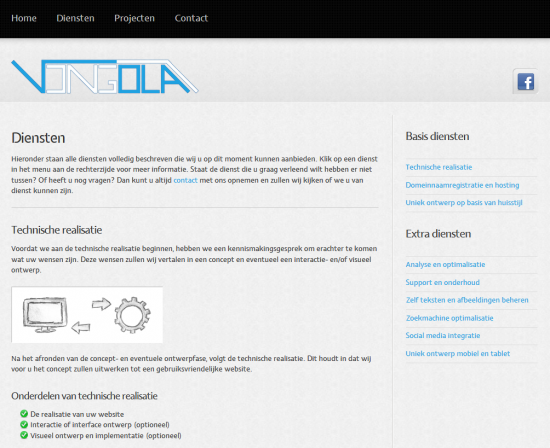 Home Diensten Projecten Contact
VONGOLA
Diensten
Hieronder staan alle diensten volledig beschreven die wij u op dit moment kunnen aanbieden. Klik op een dienst
in het menu aan de rechterzijde voor meer informatie. Staat de dienst die u graag verleend wilt hebben er niet
tussen? Of heeft u nog vragen? Dan kunt u altijd contact met ons opnemen en zullen wij kijken of we u van
dienst kunnen zijn.
Technische realisatie
Voordat we aan de technische realisatie beginnen, hebben we een kennismakingsgesprek om erachter te komen
wat uw wensen zijn. Deze wensen zullen wij vertalen in een concept en eventueel een interactie- en/of visueel
ontwerp.
Na het afronden van de concept- en eventuele ontwerpfase, volgt de technische realisatie. Dit houdt in dat wij
voor u het concept zullen uitwerken tot een gebruiksvriendelijke website.
Onderdelen van technische realisatie
De realisatie van uw website
Interactie of interface ontwerp (optioneel)
Visueel ontwerp en implementatie (optioneel)
Basis diensten
Technische realisatie
Domeinnaamregistratie en hosting
Uniek ontwerp op basis van huisstijl
Extra diensten
Analyse en optimalisatie
Support en onderhoud
Zelf teksten en afbeeldingen beheren
Zoekmachine optimalisatie
Social media integratie
Uniek ontwerp mobiel en tablet